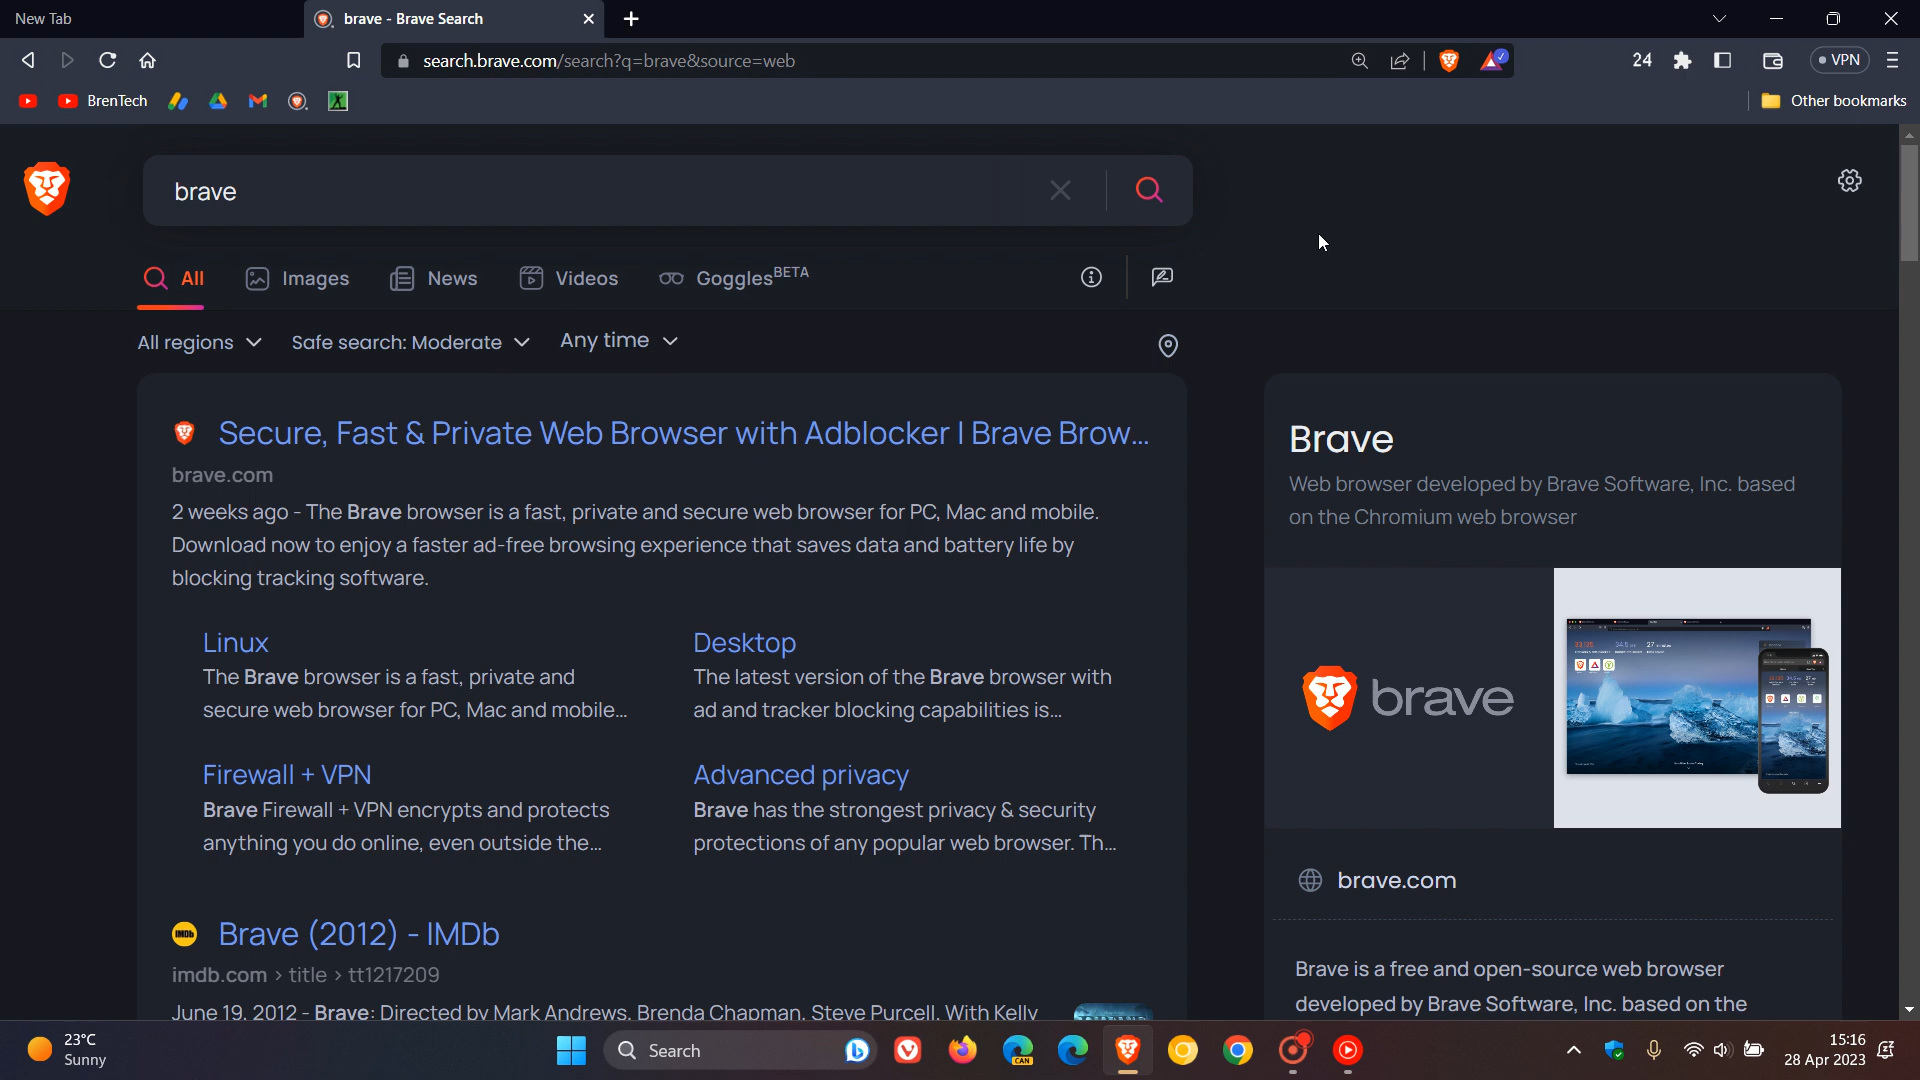 New Tab
brave - Brave Search
search.brave.com/search?q=brave&source=web
24
VPN
BrenTech
Other bookmarks
brave
All
Images
News
Videos
Goggles BETA
All regions
Safe search: Moderate
Any time
Secure, Fast & Private Web Browser with Adblocker | Brave Brow...
brave.com
2 weeks ago - The Brave browser is a fast, private and secure web browser for PC, Mac and mobile.
Download now to enjoy a faster ad-free browsing experience that saves data and battery life by
blocking tracking software.
Linux
The Brave browser is a fast, private and
secure web browser for PC, Mac and mobile...
Desktop
The latest version of the Brave browser with
ad and tracker blocking capabilities is...
Firewall + VPN
Brave Firewall + VPN encrypts and protects
anything you do online, even outside the...
Advanced privacy
Brave has the strongest privacy & security
protections of any popular web browser. Th...
IMDb
Brave (2012) - IMDb
imdb.com > title > tt1217209
June 19, 2012 - Brave: Directed by Mark Andrews, Brenda Chapman, Steve Purcell. With Kelly
Brave
Web browser developed by Brave Software, Inc. based
on the Chromium web browser
brave
brave.com
Brave is a free and open-source web browser
developed by Brave Software, Inc. based on the
23°C
Sunny
Search
CAN
15:16
28 Apr 2023